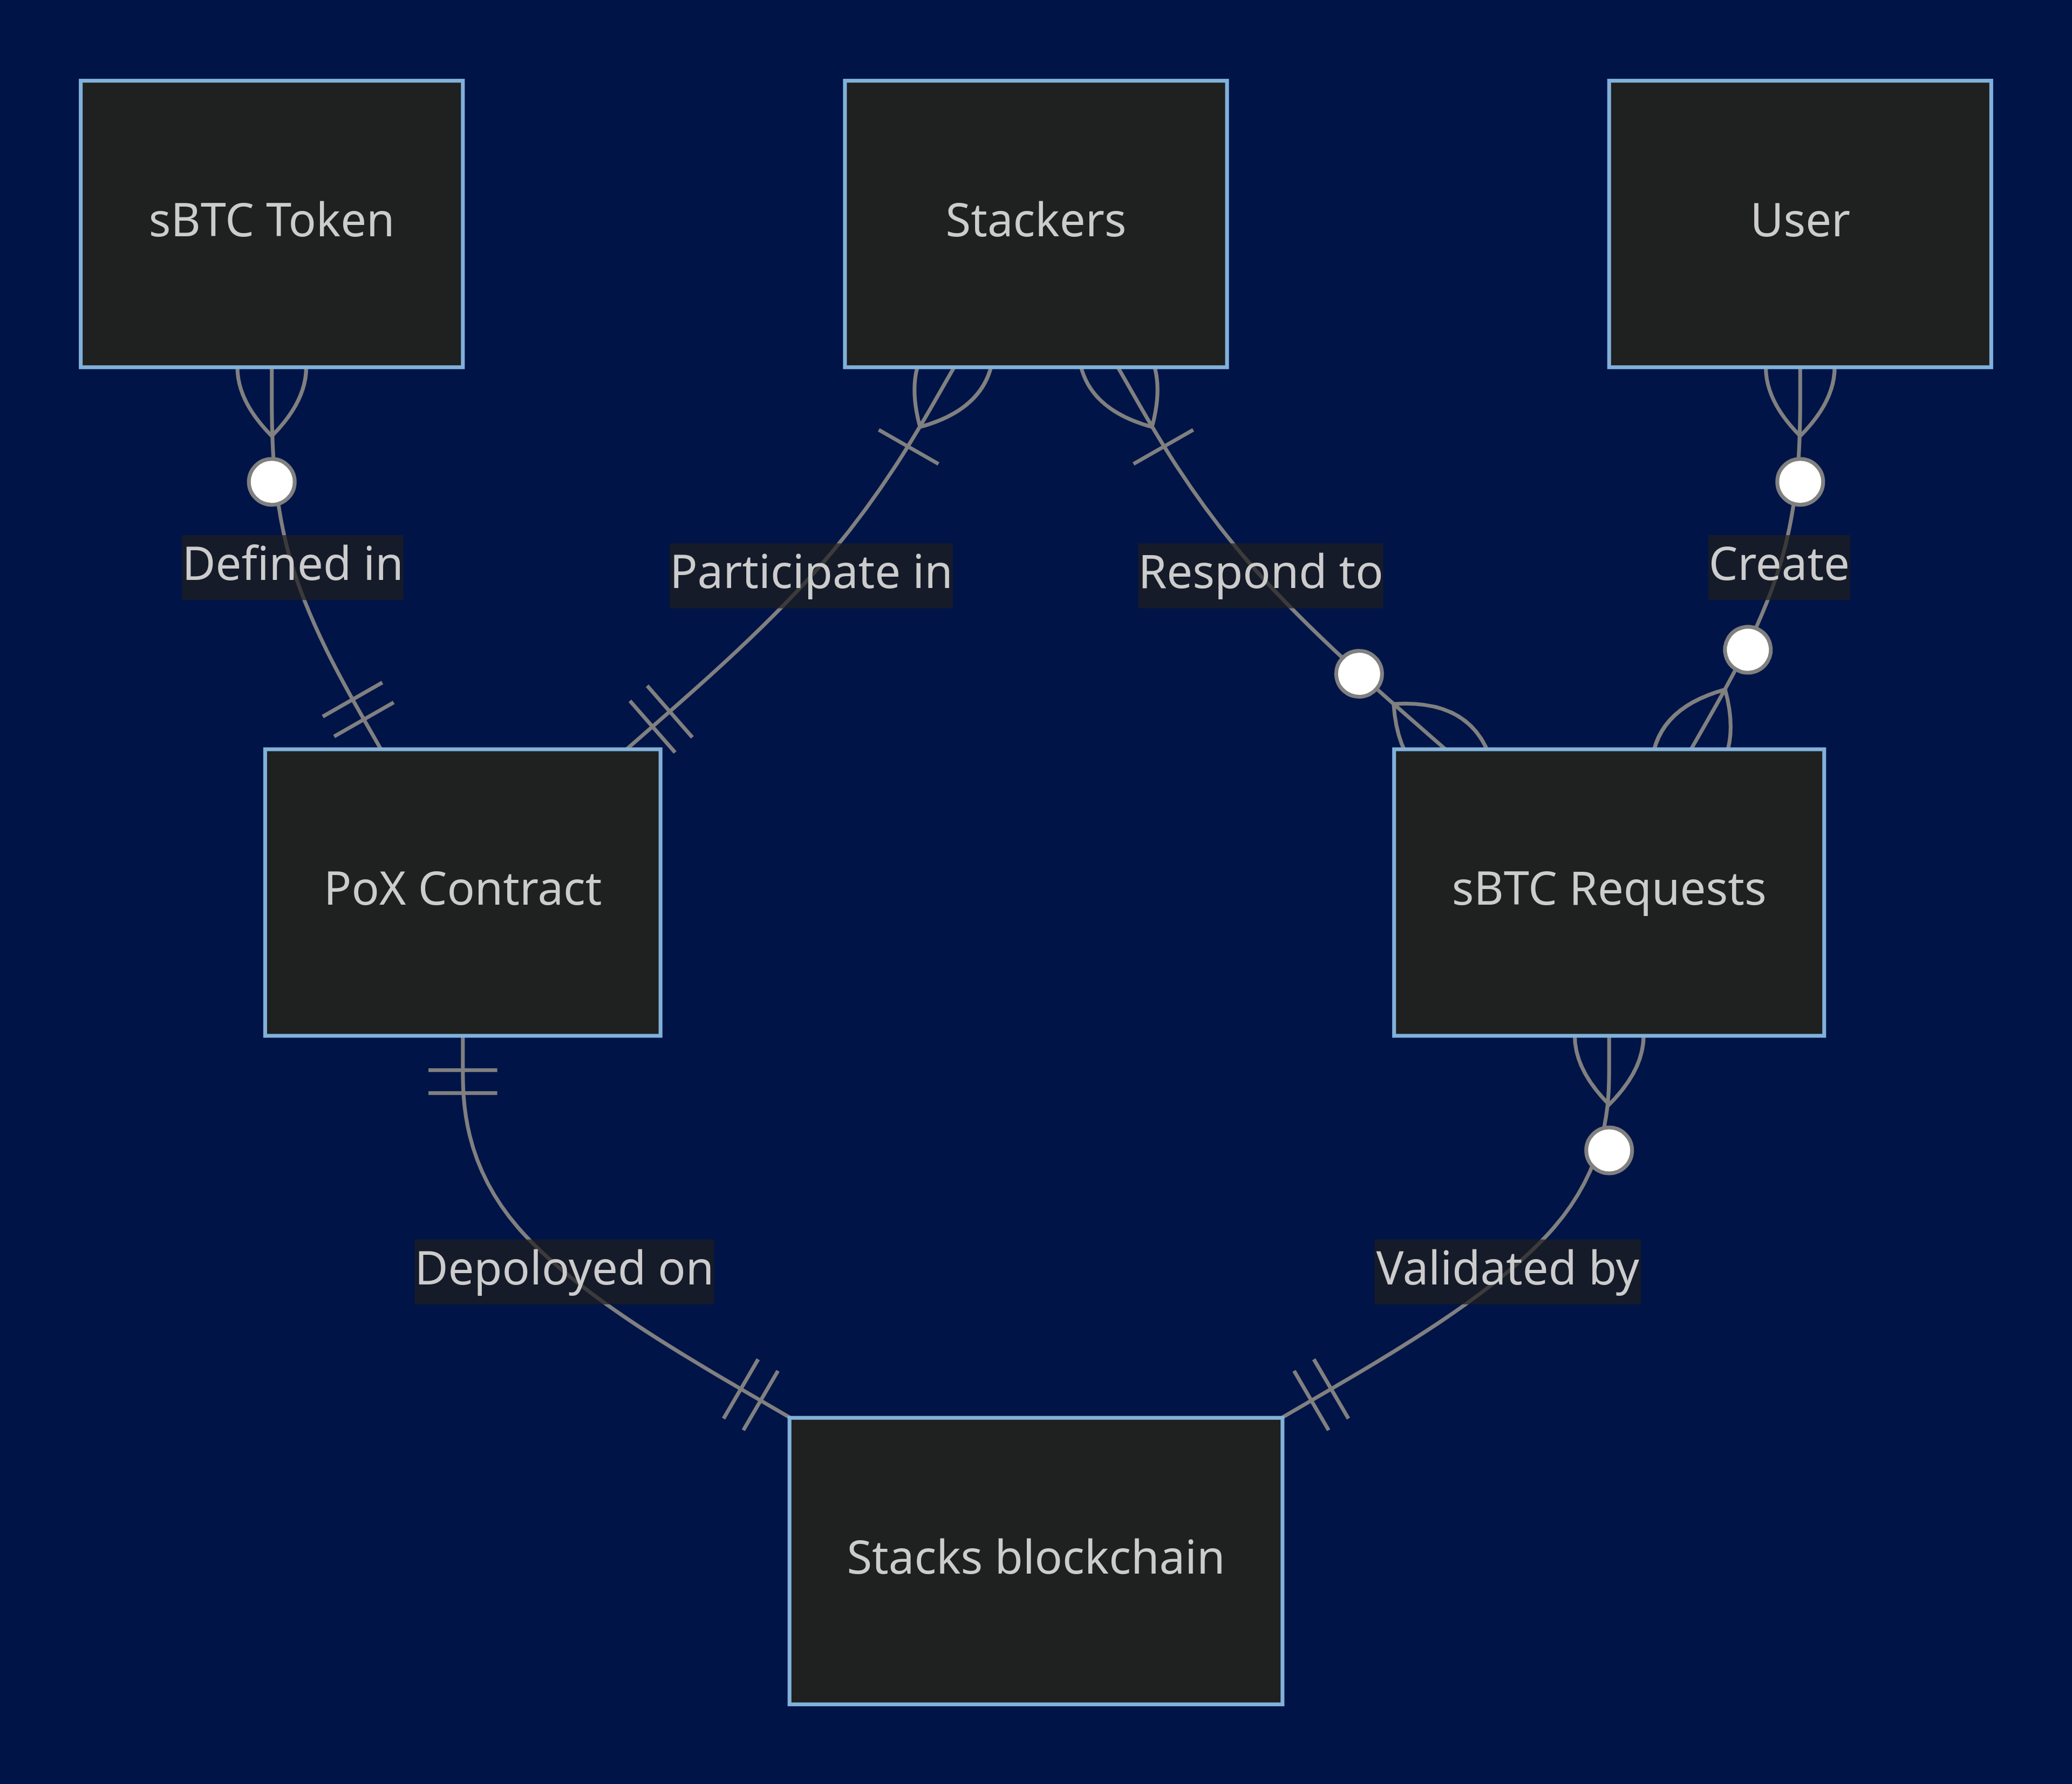 sBTC Token
Stackers
User
Defined in
Participate in
Respond to
Create
PoX Contract
sBTC Requests
Depoloyed on
Validated by
Stacks blockchain